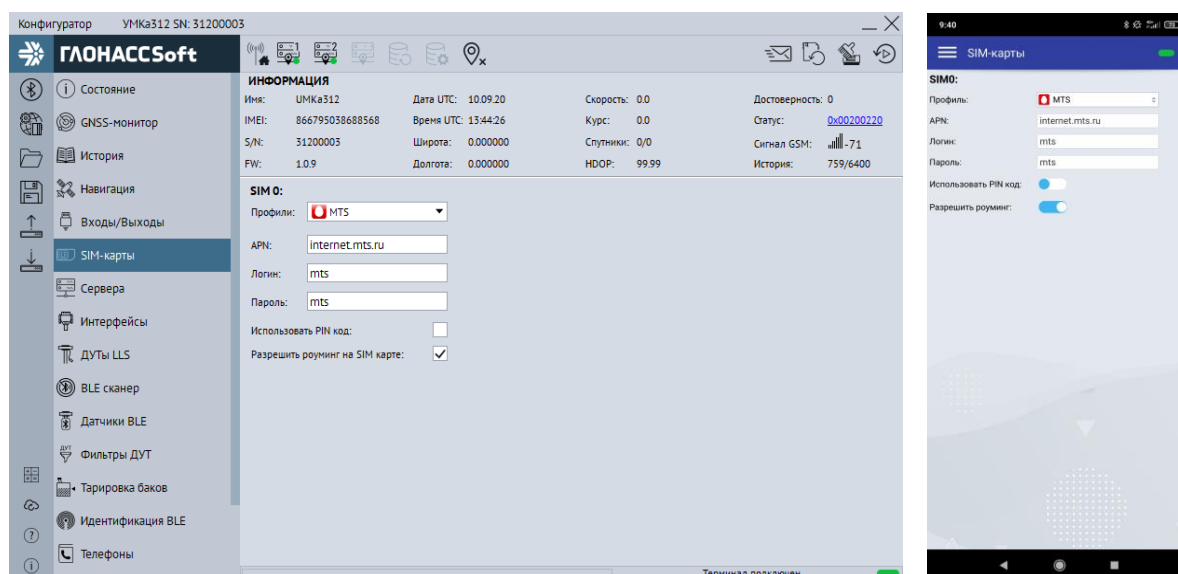 Конфигуратор УМКа312 SN: 31200003
ГЛОНАССSoft
1 2
Состояние
GNSS-монитор
История
Навигация
Входы/Выходы
SIM-карты
Сервера
Интерфейсы
ДУТы LLS
BLE сканер
Датчики BLE
Фильтры ДУТ
Тарировка баков
Идентификация BLE
Телефоны
ИНФОРМАЦИЯ
Имя: UMKa312 Дата UTC: 10.09.20 Скорость: 0.0 Достоверность: 0
IMEI: 866795038688568 Время UTC: 13:44:26 Курс: 0.0 Статус: 0x00200220
S/N: 31200003 Широта: 0.000000 Спутники: 0/0 Сигнал GSM: -71
FW: 1.0.9 Долгота: 0.000000 HDOP: 99.99 История: 759/6400
SIM 0:
Профили: MTS
APN: internet.mts.ru
Логин: mts
Пароль: mts
Использовать PIN код:
Разрешить роуминг на SIM карте:
Терминал подключен
9:40
SIM-карты
SIM0:
Профиль: MTS
APN: internet.mts.ru
Логин: mts
Пароль: mts
Использовать PIN код:
Разрешить роуминг: